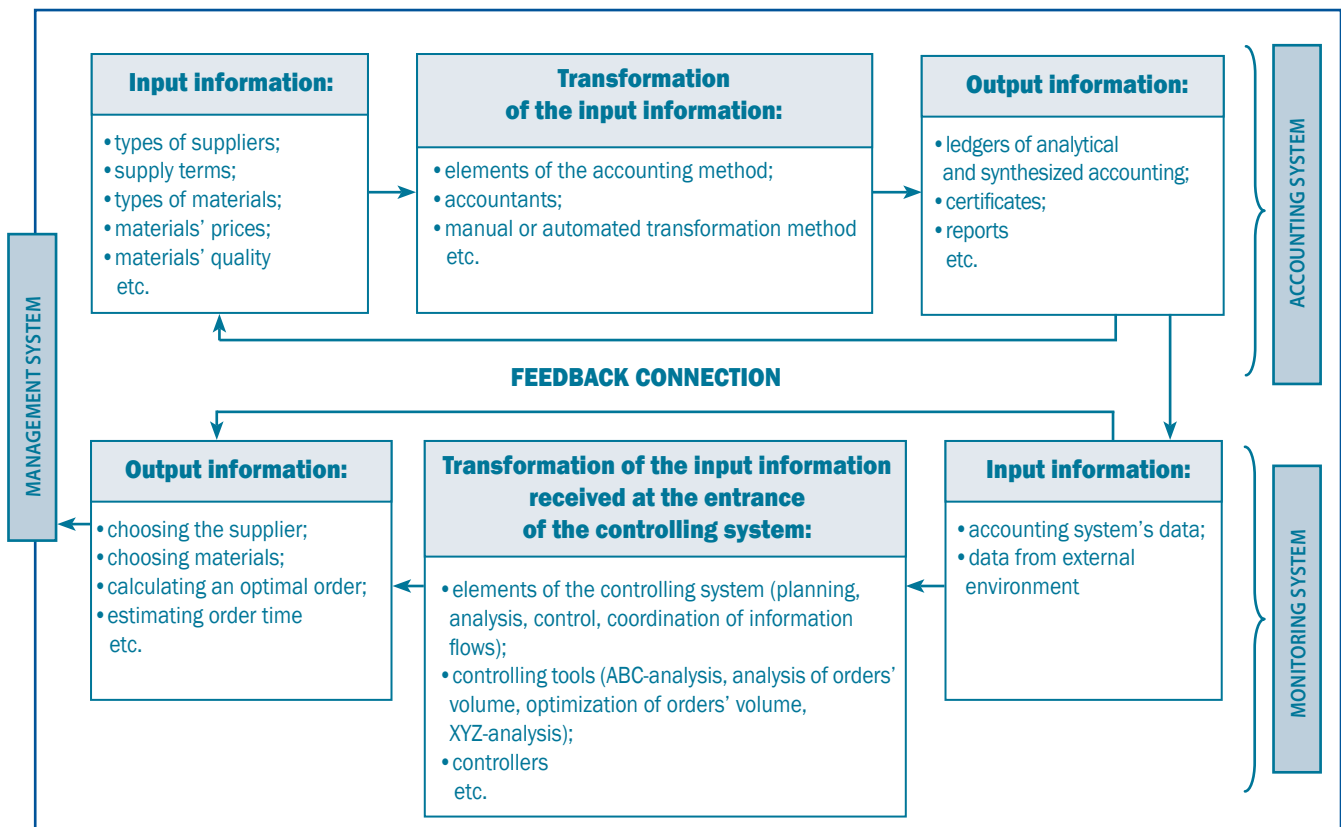 Input information:
• types of suppliers;
• supply terms;
• types of materials;
• materials’ prices;
• materials’ quality
etc.
Transformation
of the input information:
• elements of the accounting method;
• accountants;
• manual or automated transformation method
etc.
Output information:
• ledgers of analytical
and synthesized accounting;
• certificates;
• reports
etc.
ACCOUNTING SYSTEM
MANAGEMENT SYSTEM
FEEDBACK CONNECTION
Output information:
• choosing the supplier;
• choosing materials;
• calculating an optimal order;
• estimating order time
etc.
Transformation of the input information
received at the entrance
of the controlling system:
• elements of the controlling system (planning,
analysis, control, coordination of information
flows);
• controlling tools (ABC-analysis, analysis of orders’
volume, optimization of orders’ volume,
XYZ-analysis);
• controllers
etc.
Input information:
• accounting system’s data;
• data from external
environment
MONITORING SYSTEM